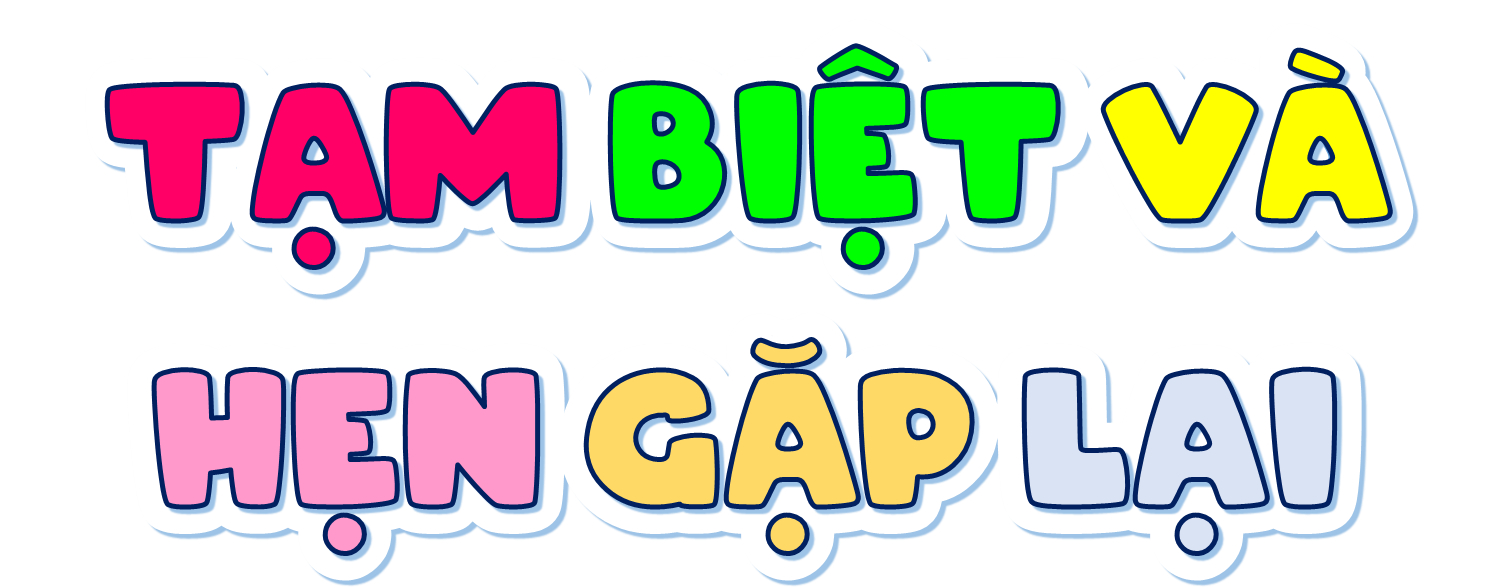 TẠM BIỆT VÀ
HẸN GẶP LẠI